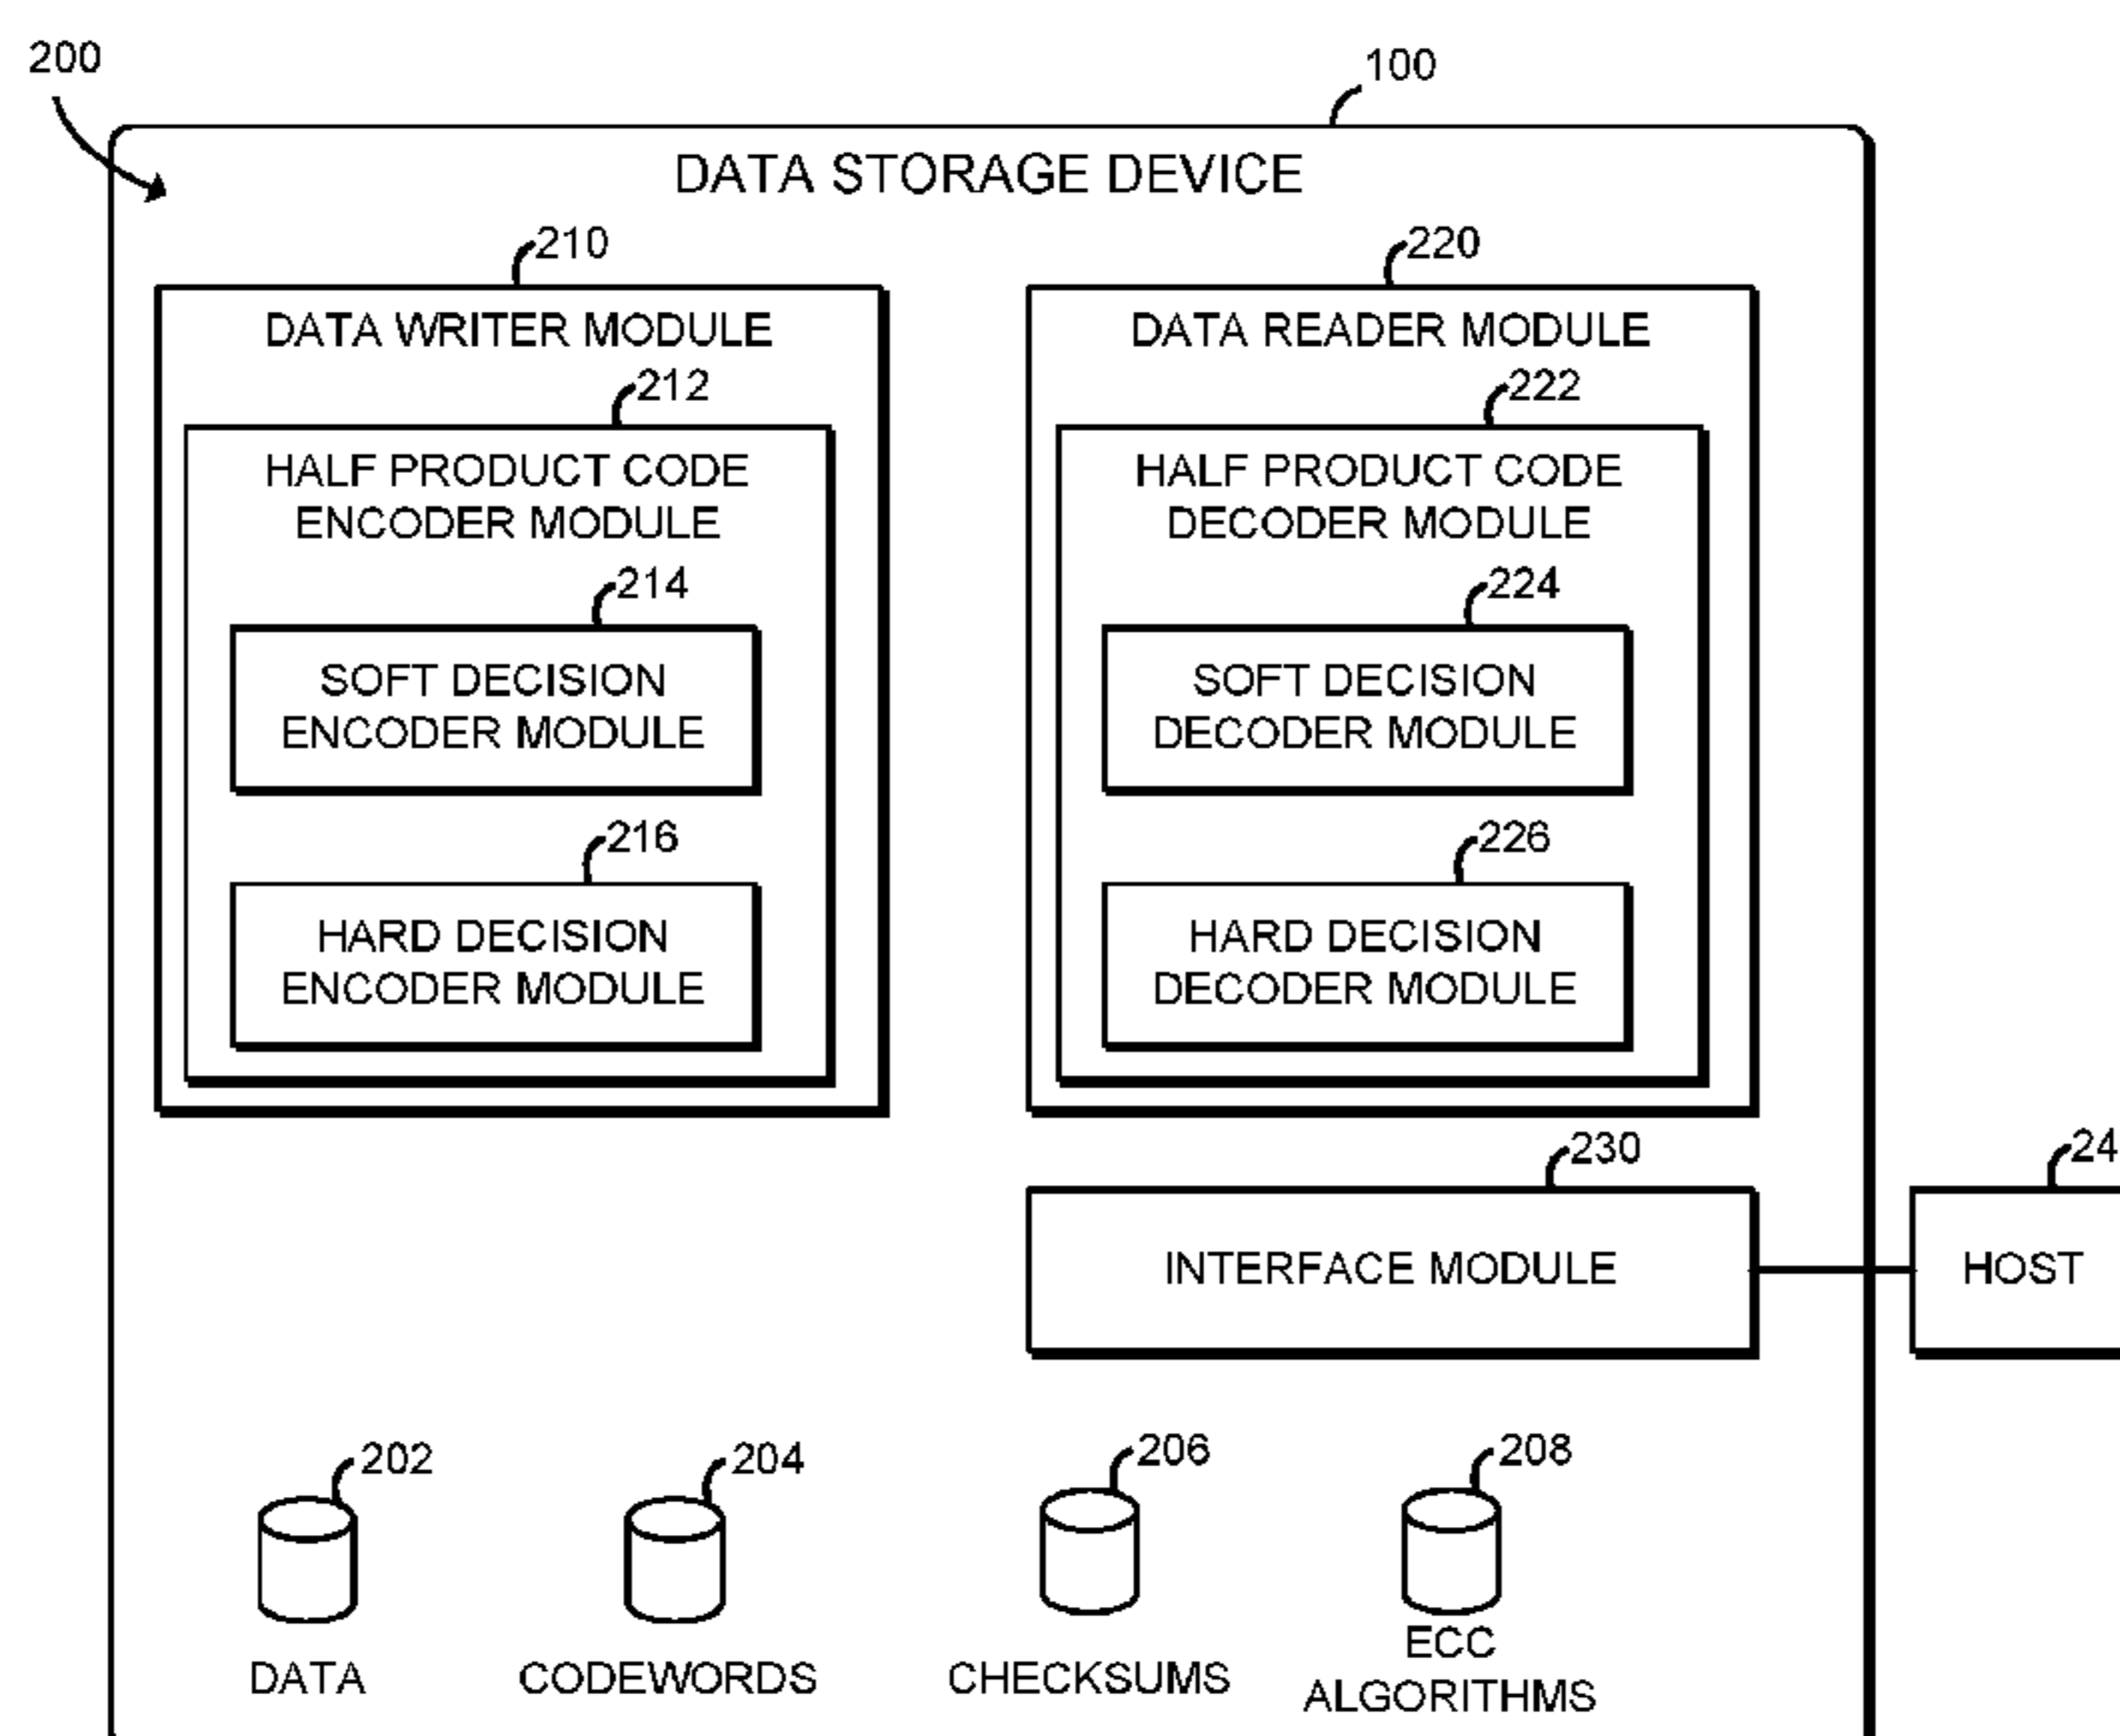 200
100
DATA STORAGE DEVICE
210
DATA WRITER MODULE
212
HALF PRODUCT CODE
ENCODER MODULE
214
SOFT DECISION
ENCODER MODULE
216
HARD DECISION
ENCODER MODULE
220
DATA READER MODULE
222
HALF PRODUCT CODE
DECODER MODULE
224
SOFT DECISION
DECODER MODULE
226
HARD DECISION
DECODER MODULE
230
INTERFACE MODULE
24
HOST
202
DATA
204
CODEWORDS
206
CHECKSUMS
208
ECC
ALGORITHMS